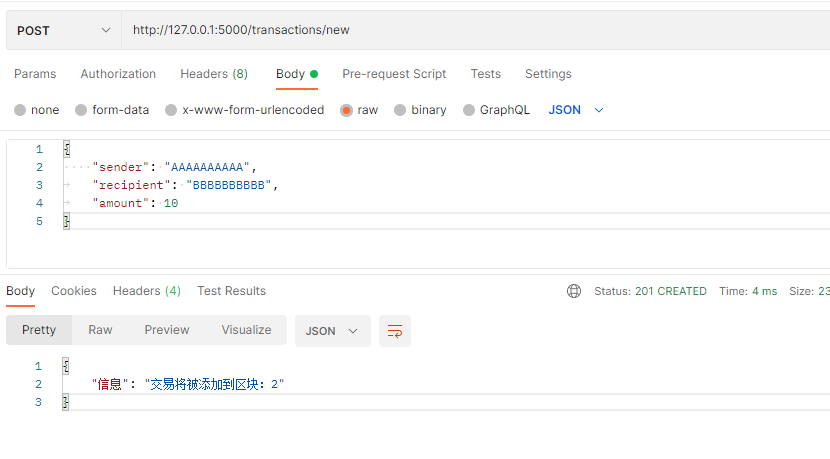 POST http://127.0.0.1:5000/transactions/new
Params Authorization Headers (8) Body Pre-request Script Tests Settings
none form-data x-www-form-urlencoded raw binary GraphQL JSON
1 {
2 "sender": "AAAAAAAAAA",
3 "recipient": "BBBBBBBBBB",
4 "amount": 10
5 }
Body Cookies Headers (4) Test Results Status: 201 CREATED Time: 4 ms Size: 23
Pretty Raw Preview Visualize JSON
1 {
2 "信息": "交易将被添加到区块: 2"
3 }